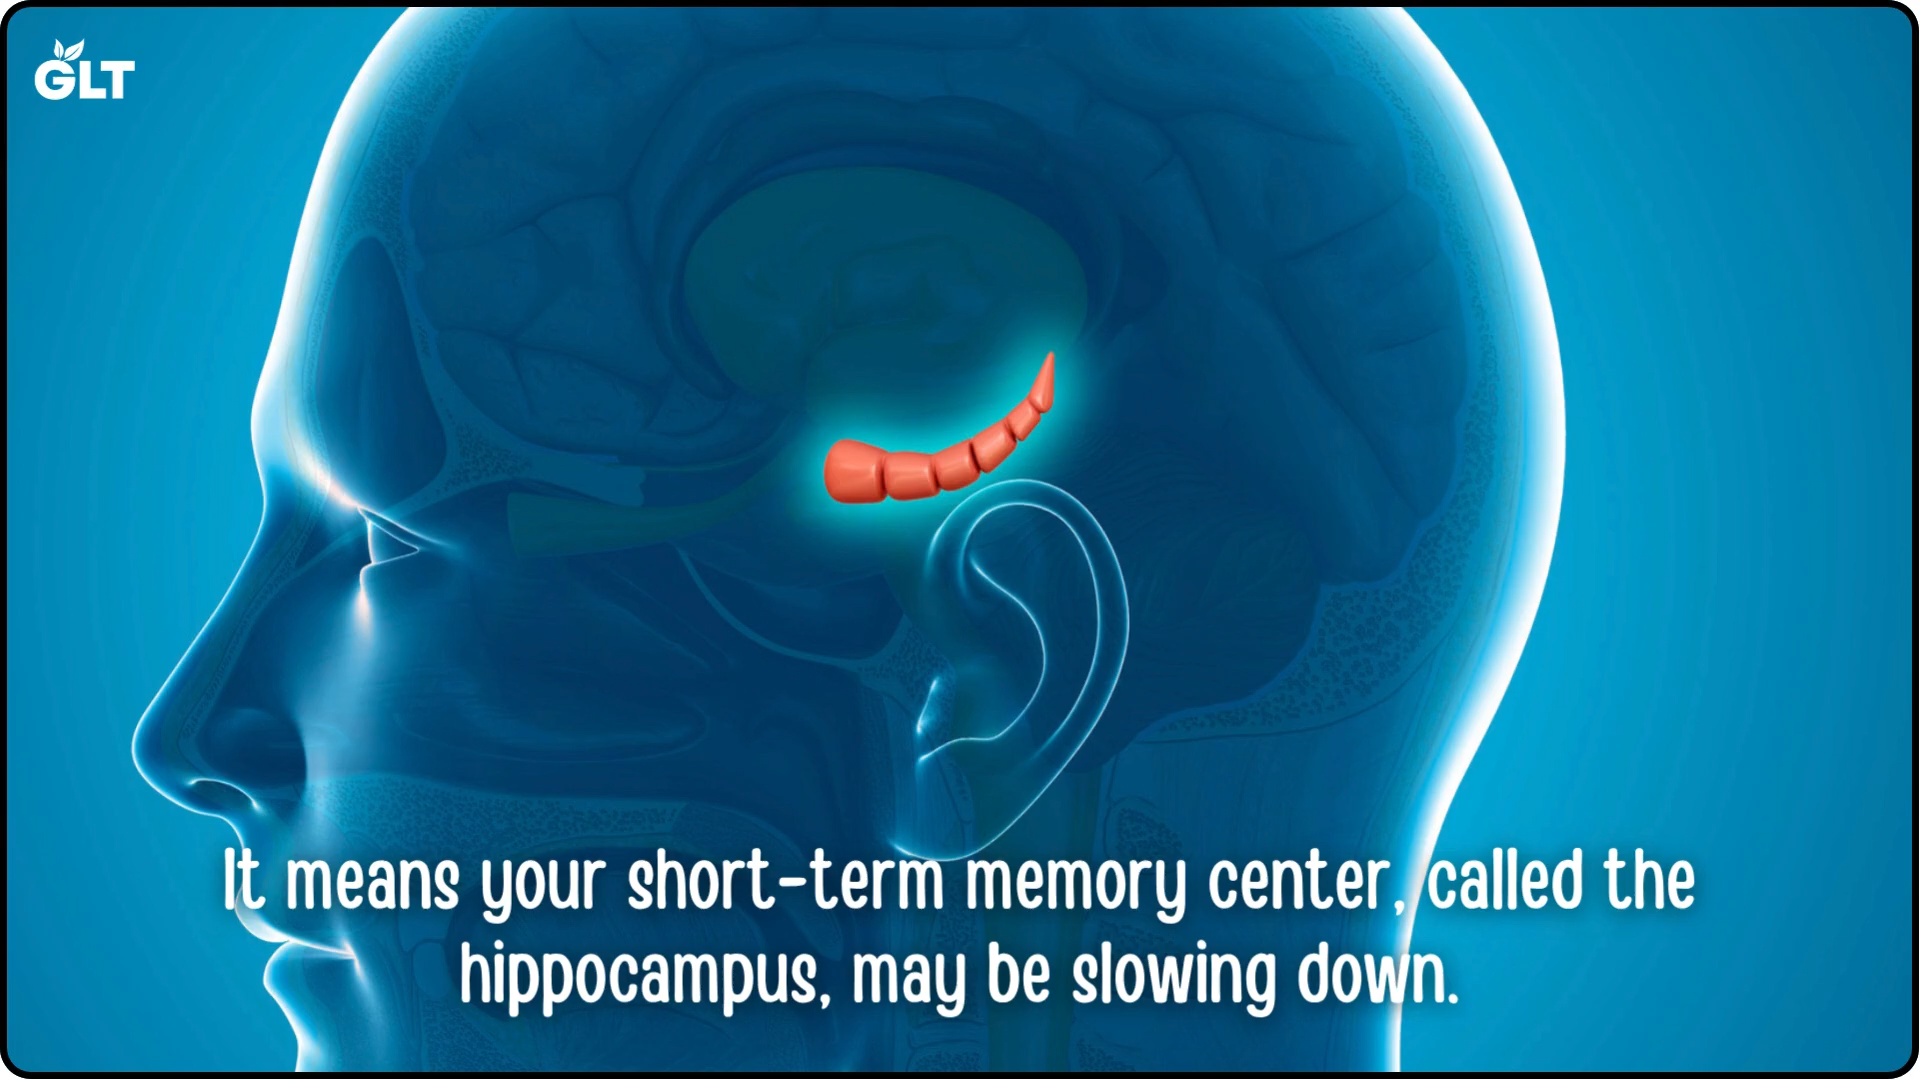 GLT
It means your short-term memory center, called the
hippocampus, may be slowing down.